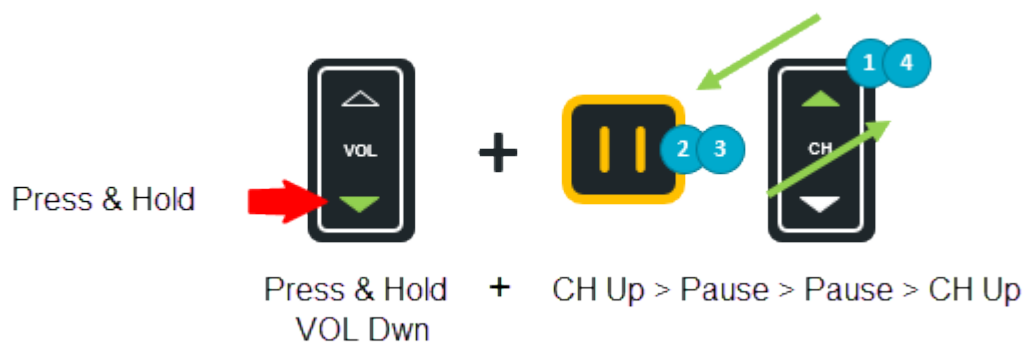 1 4
VOL
+
2 3
CH
Press & Hold
Press & Hold + CH Up > Pause > Pause > CH Up
VOL Dwn